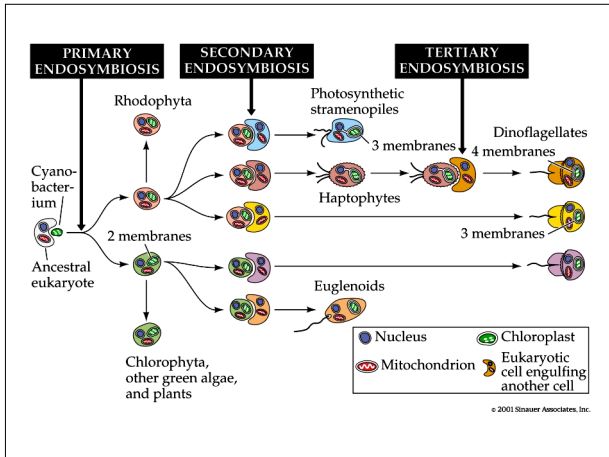 PRIMARY
ENDOSYMBIOSIS
SECONDARY
ENDOSYMBIOSIS
TERTIARY
ENDOSYMBIOSIS
Rhodophyta
Photosynthetic
stramenopiles
3 membranes
Dinoflagellates
4 membranes
Cyano-
bacter-
ium
Haptophytes
2 membranes
3 membranes
Ancestral
eukaryote
Euglenoids
Chlorophyta,
other green algae,
and plants
Nucleus
Chloroplast
Mitochondrion
Eukaryotic
cell engulfing
another cell
© 2001 Sinauer Associates, Inc.